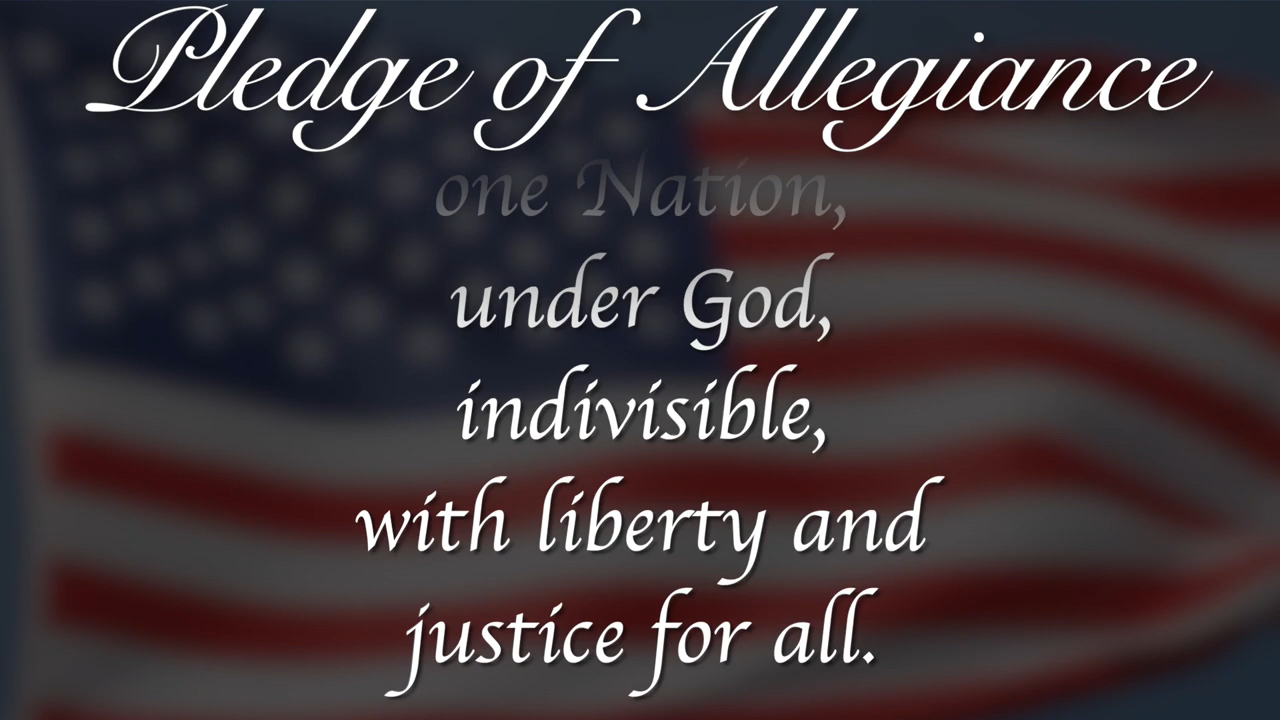 Pledge of Allegiance
one Nation,
under God,
indivisible,
with liberty and
justice for all.